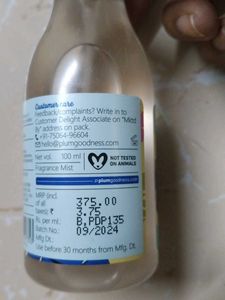 Customer care
Feedback/complaints? Write in to
Customer Delight Associate on "Mktd
By" address on pack.
+91-75064-96604
hello@plumgoodness.com
Net vol. 100 ml
Fragrance Mist
NOT TESTED
ON ANIMALS
plumgoodness.com
MRP (incl.
of all
taxes): ₹ 375.00
Rs. per ml: 3.75
B. B,PDP135
Mfg. Dt.: 09/2024
Use before 30 months from Mfg. Dt.